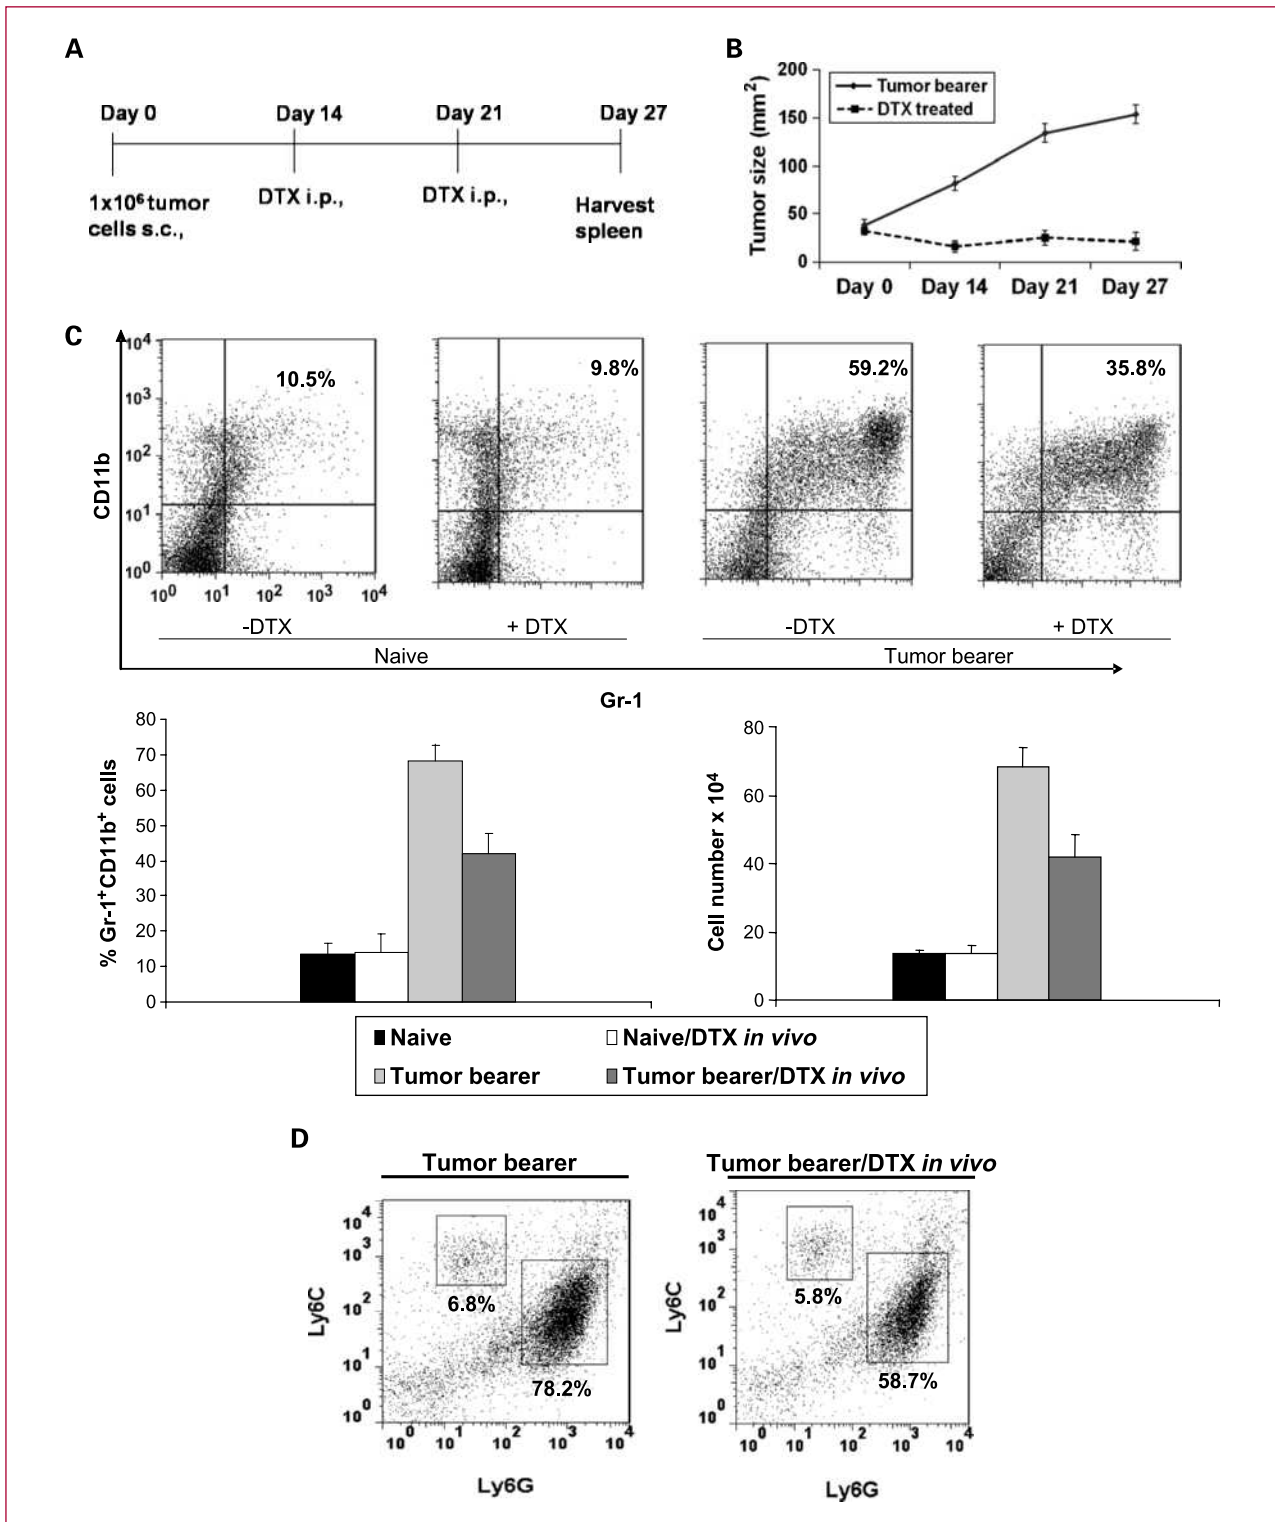 A
Day 0 Day 14 Day 21 Day 27
1x10⁶ tumor
cells s.c.,
DTX i.p.,
DTX i.p.,
Harvest
spleen
B
Tumor size (mm²)
200
150
100
50
0
Tumor bearer
DTX treated
Day 0 Day 14 Day 21 Day 27
C
CD11b
10⁴
10³
10²
10¹
10⁰
10.5%
9.8%
59.2%
35.8%
10⁰ 10¹ 10² 10³ 10⁴
-DTX + DTX -DTX + DTX
Naive Tumor bearer
Gr-1
% Gr-1⁺CD11b⁺ cells
80
70
60
50
40
30
20
10
0
Cell number x 10⁴
80
60
40
20
0
Naive Naive/DTX in vivo
Tumor bearer Tumor bearer/DTX in vivo
D
Tumor bearer
Ly6C
10⁴
10³
10²
10¹
10⁰
6.8%
78.2%
10⁰ 10¹ 10² 10³ 10⁴
Ly6G
Tumor bearer/DTX in vivo
Ly6C
10⁴
10³
10²
10¹
10⁰
5.8%
58.7%
10⁰ 10¹ 10² 10³ 10⁴
Ly6G